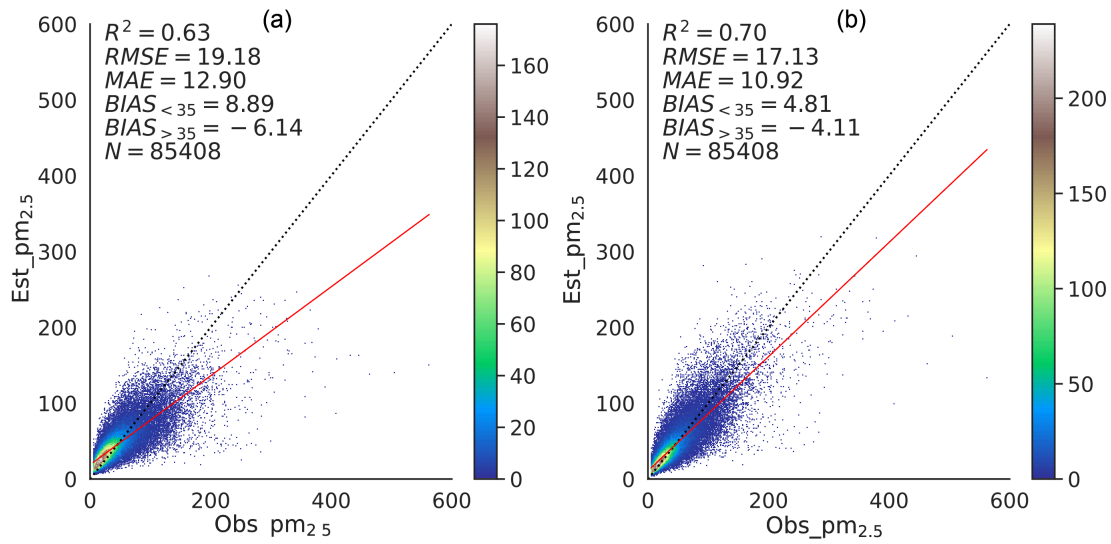 (a)
R² = 0.63
RMSE = 19.18
MAE = 12.90
BIAS<35 = 8.89
BIAS>35 = −6.14
N = 85408
600
500
400
300
200
100
0
Est_pm2.5
0 200 400 600
Obs pm2 5
160
140
120
100
80
60
40
20
0
(b)
R² = 0.70
RMSE = 17.13
MAE = 10.92
BIAS<35 = 4.81
BIAS>35 = −4.11
N = 85408
600
500
400
300
200
100
0
Est_pm2.5
0 200 400 600
Obs_pm2.5
200
150
100
50
0